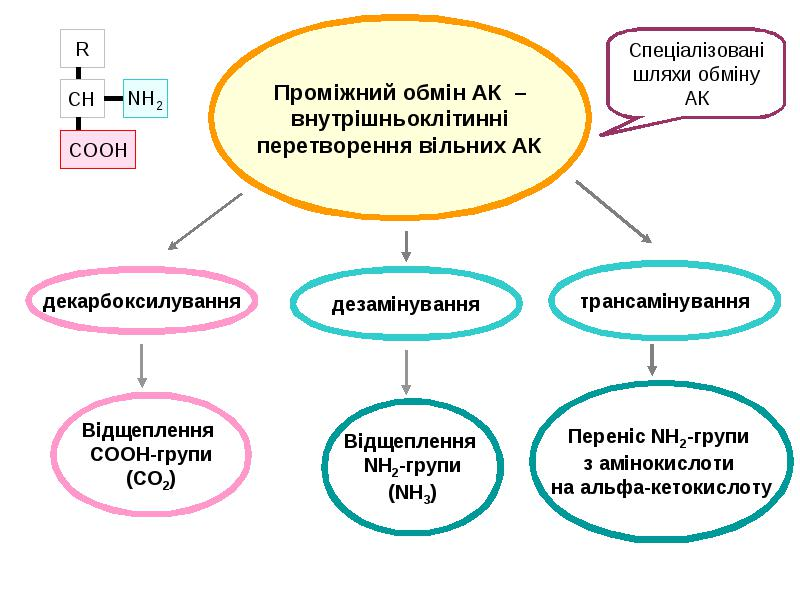 R
CH
NH2
COOH
Проміжний обмін АК –
внутрішньоклітинні
перетворення вільних АК
Спеціалізовані
шляхи обміну
АК
декарбоксилування
дезамінування
трансамінування
Відщеплення
СООН-групи
(СО2)
Відщеплення
NH2-групи
(NH3)
Переніс NH2-групи
з амінокислоти
на альфа-кетокислоту